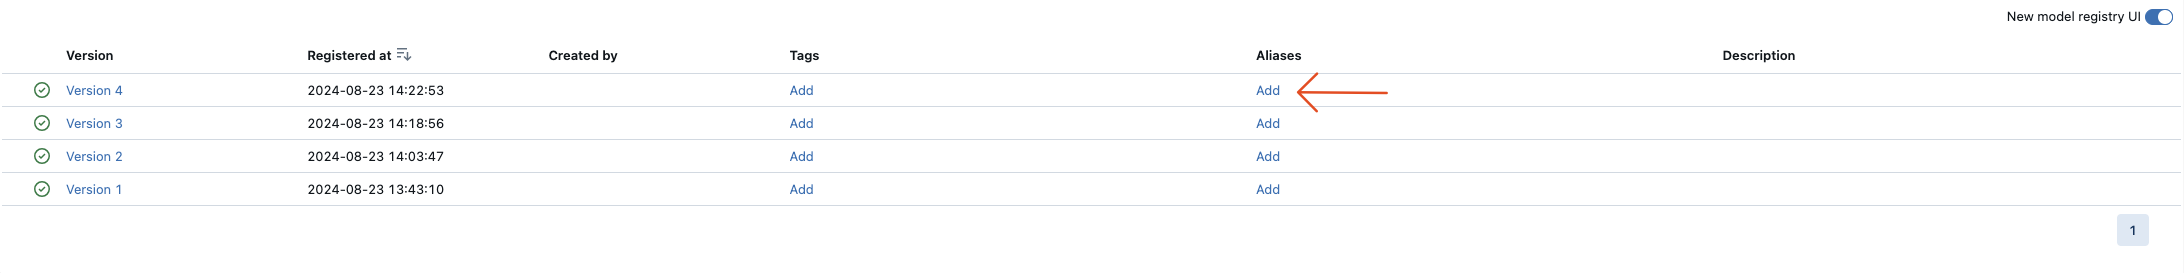 New model registry UI
Version Registered at Created by Tags Aliases Description
Version 4 2024-08-23 14:22:53 Add Add
Version 3 2024-08-23 14:18:56 Add Add
Version 2 2024-08-23 14:03:47 Add Add
Version 1 2024-08-23 13:43:10 Add Add
1